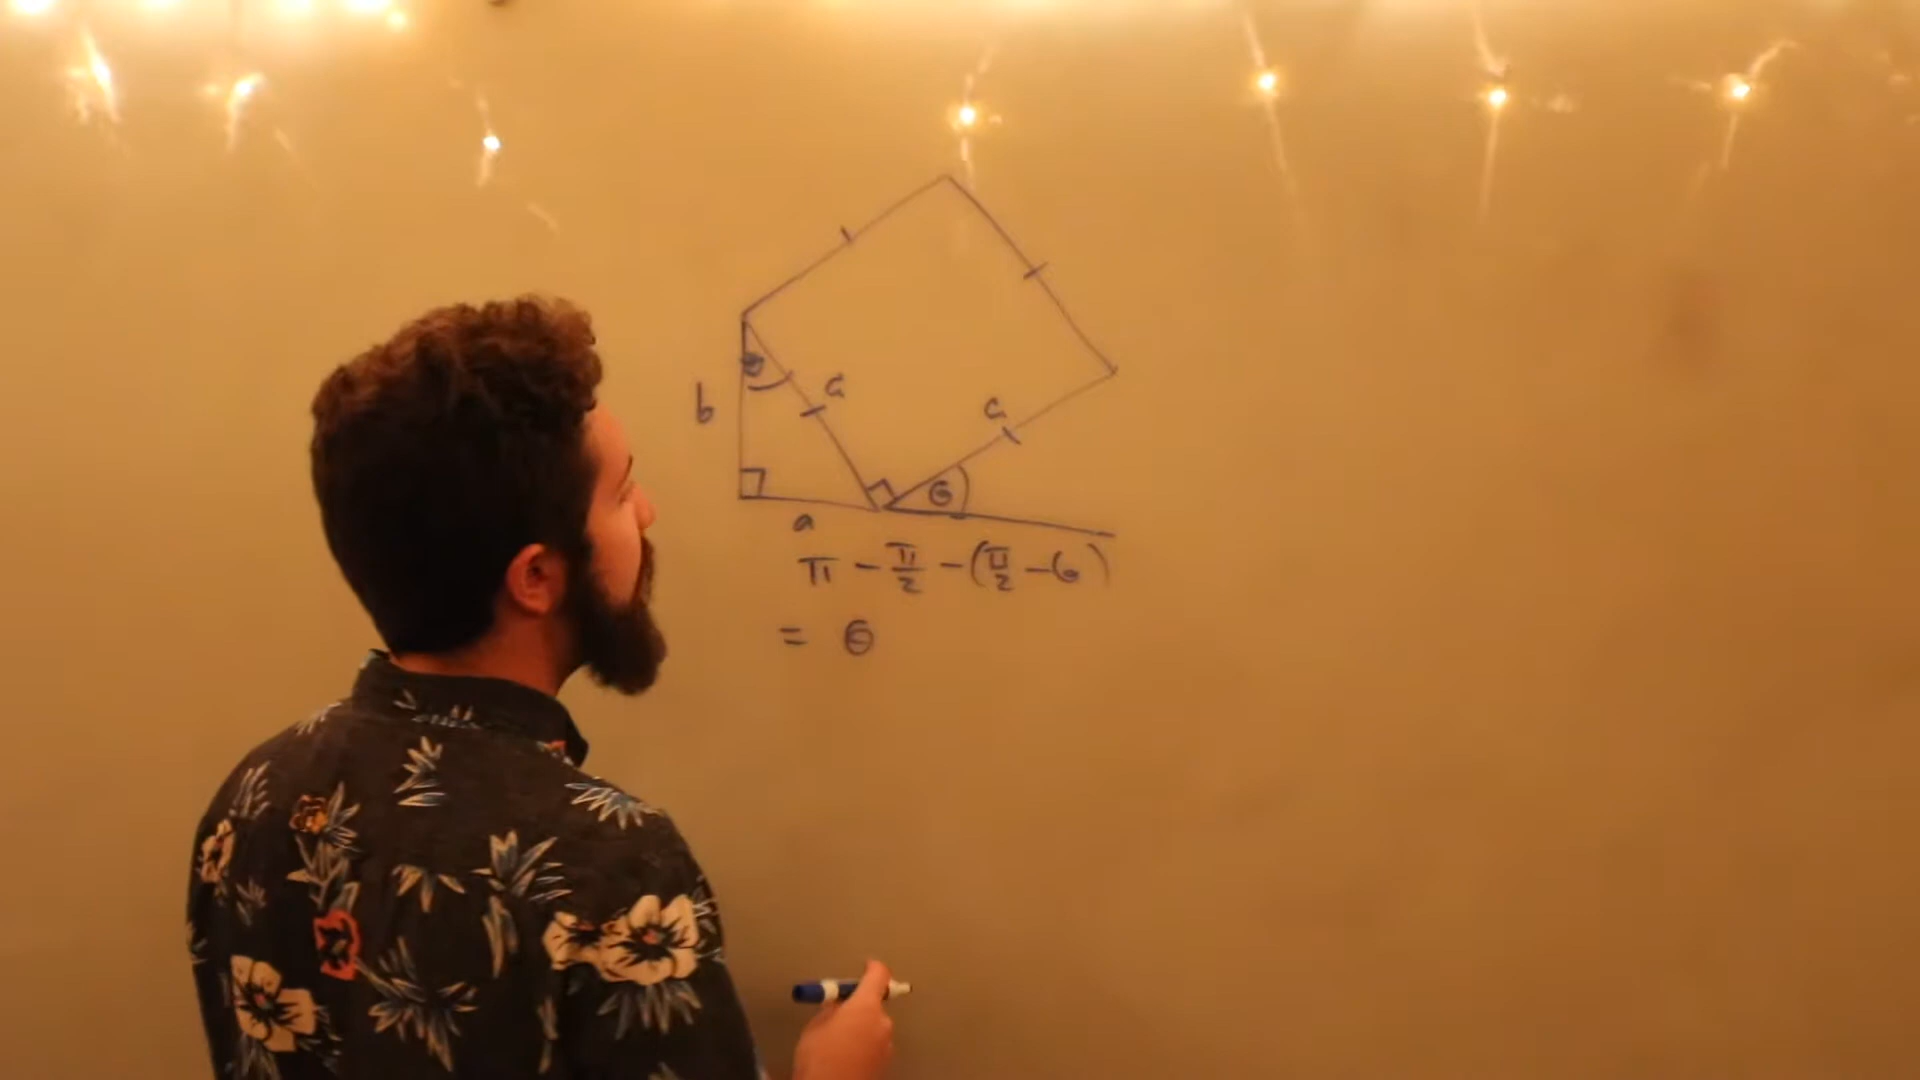 θ
c
b
c
θ
a
π - π/2 - (π/2 - θ)
= θ